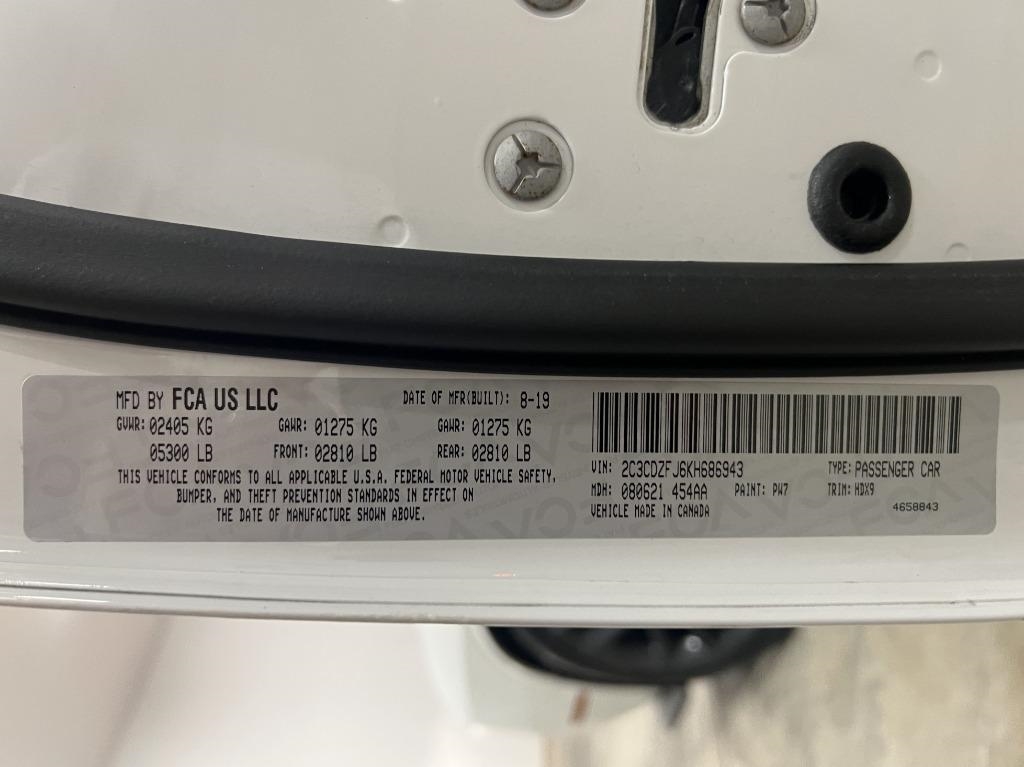 MFD BY FCA US LLC DATE OF MFR(BUILT): 8-19
GVWR: 02405 KG GAWR: 01275 KG GAWR: 01275 KG
05300 LB FRONT: 02810 LB REAR: 02810 LB
THIS VEHICLE CONFORMS TO ALL APPLICABLE U.S.A. FEDERAL MOTOR VEHICLE SAFETY,
BUMPER, AND THEFT PREVENTION STANDARDS IN EFFECT ON
THE DATE OF MANUFACTURE SHOWN ABOVE.
VIN: 2C3CDZFJ6KH686943 TYPE: PASSENGER CAR
MDH: 080621 454AA PAINT: PW7 TRIM: HDX9
VEHICLE MADE IN CANADA 4658843